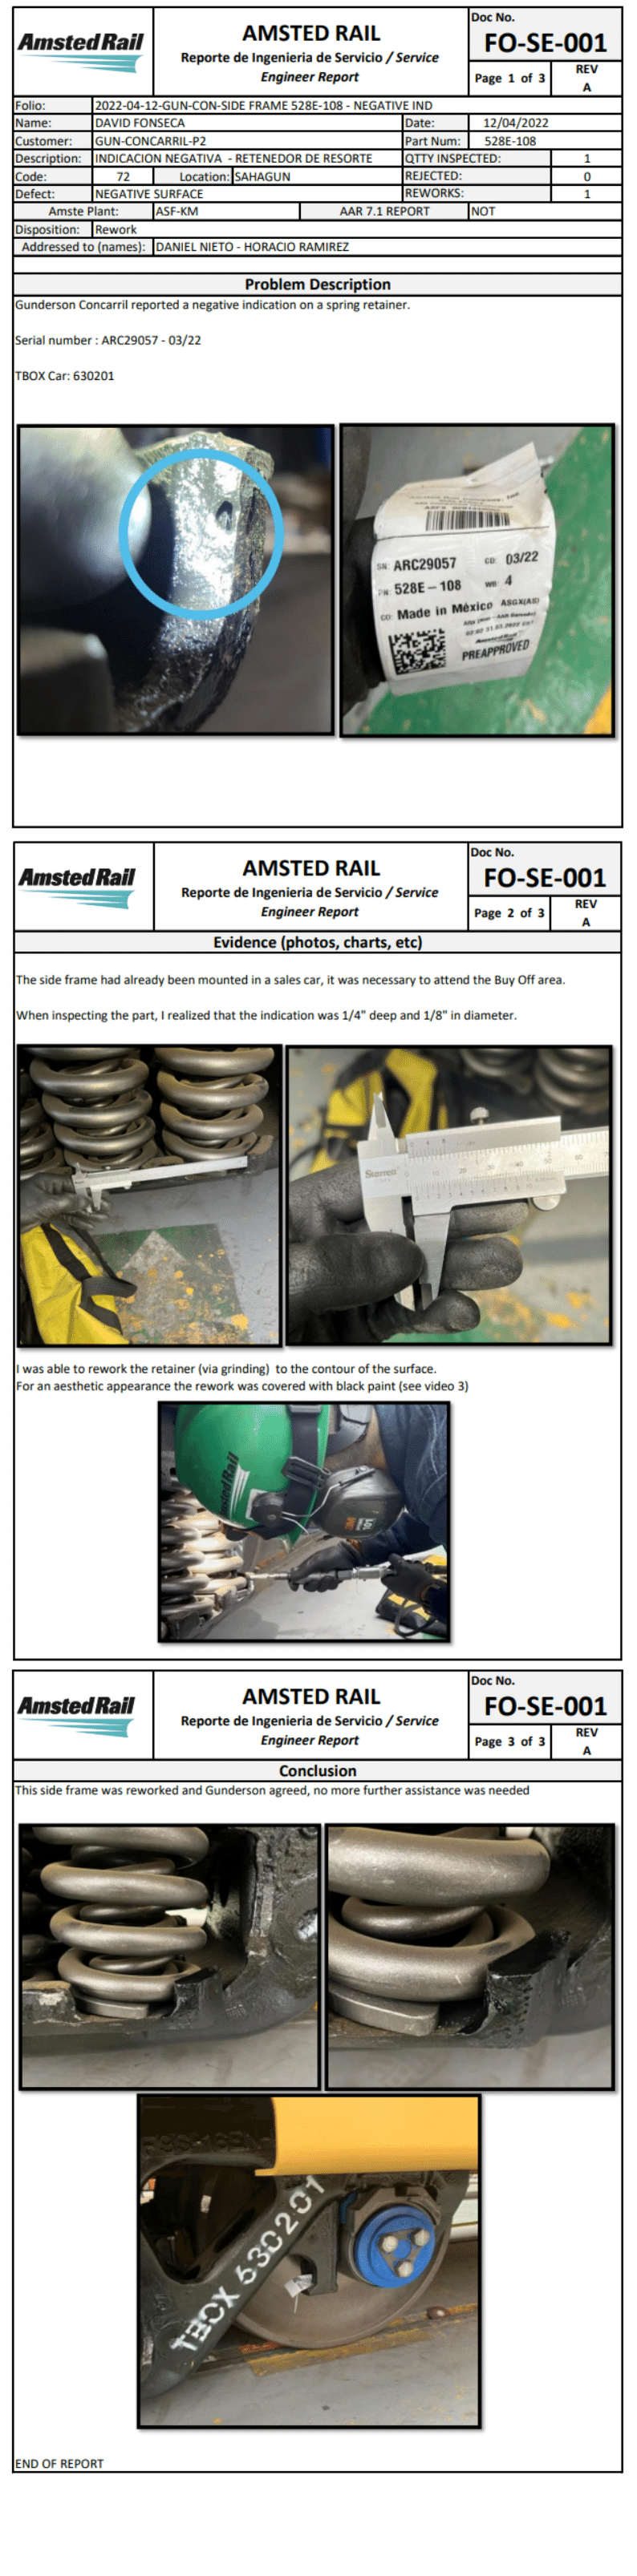 Amsted Rail
AMSTED RAIL
Reporte de Ingenieria de Servicio / Service
Engineer Report
Doc No.
FO-SE-001
Page 1 of 3
REV
A
Folio: 2022-04-12-GUN-CON-SIDE FRAME 528E-108 - NEGATIVE IND
Name: DAVID FONSECA Date: 12/04/2022
Customer: GUN-CONCARRIL-P2 Part Num: 528E-108
Description: INDICACION NEGATIVA - RETENEDOR DE RESORTE QTTY INSPECTED: 1
Code: 72 Location: SAHAGUN REJECTED: 0
Defect: NEGATIVE SURFACE REWORKS: 1
Amste Plant: ASF-KM AAR 7.1 REPORT NOT
Disposition: Rework
Addressed to (names): DANIEL NIETO - HORACIO RAMIREZ
Problem Description
Gunderson Concarril reported a negative indication on a spring retainer.
Serial number : ARC29057 - 03/22
TBOX Car: 630201
SN: ARC29057 CD: 03/22
PN: 528E-108 WB: 4
CO: Made in México ASGX(AS)
AmstedRail
PREAPPROVED
Amsted Rail
AMSTED RAIL
Reporte de Ingenieria de Servicio / Service
Engineer Report
Doc No.
FO-SE-001
Page 2 of 3
REV
A
Evidence (photos, charts, etc)
The side frame had already been mounted in a sales car, it was necessary to attend the Buy Off area.
When inspecting the part, I realized that the indication was 1/4" deep and 1/8" in diameter.
Starrett
I was able to rework the retainer (via grinding) to the contour of the surface.
For an aesthetic appearance the rework was covered with black paint (see video 3)
AmstedRail
3M
101
Amsted Rail
AMSTED RAIL
Reporte de Ingenieria de Servicio / Service
Engineer Report
Doc No.
FO-SE-001
Page 3 of 3
REV
A
Conclusion
This side frame was reworked and Gunderson agreed, no more further assistance was needed
TBOX 630201
END OF REPORT